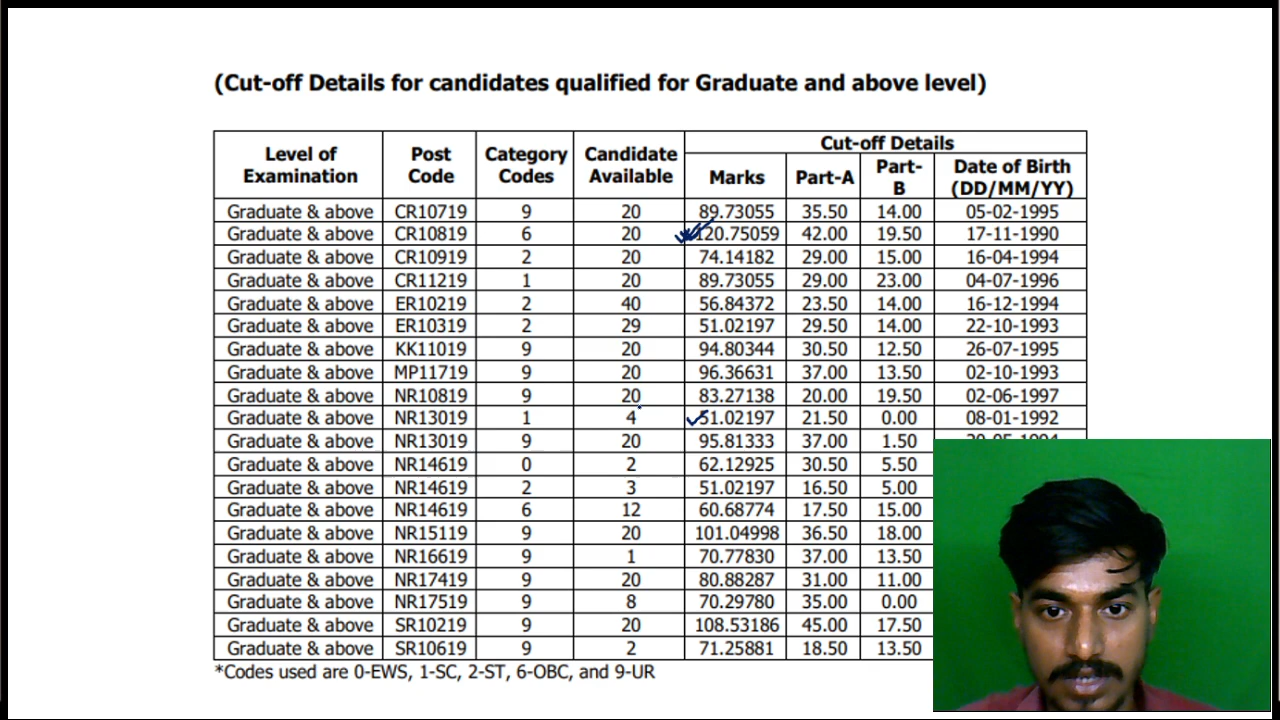 (Cut-off Details for candidates qualified for Graduate and above level)
Level of Examination Post Code Category Codes Candidate Available Cut-off Details
Marks Part-A Part-B Date of Birth (DD/MM/YY)
Graduate & above CR10719 9 20 89.73055 35.50 14.00 05-02-1995
Graduate & above CR10819 6 20 120.75059 42.00 19.50 17-11-1990
Graduate & above CR10919 2 20 74.14182 29.00 15.00 16-04-1994
Graduate & above CR11219 1 20 89.73055 29.00 23.00 04-07-1996
Graduate & above ER10219 2 40 56.84372 23.50 14.00 16-12-1994
Graduate & above ER10319 2 29 51.02197 29.50 14.00 22-10-1993
Graduate & above KK11019 9 20 94.80344 30.50 12.50 26-07-1995
Graduate & above MP11719 9 20 96.36631 37.00 13.50 02-10-1993
Graduate & above NR10819 9 20 83.27138 20.00 19.50 02-06-1997
Graduate & above NR13019 1 4 51.02197 21.50 0.00 08-01-1992
Graduate & above NR13019 9 20 95.81333 37.00 1.50
Graduate & above NR14619 0 2 62.12925 30.50 5.50
Graduate & above NR14619 2 3 51.02197 16.50 5.00
Graduate & above NR14619 6 12 60.68774 17.50 15.00
Graduate & above NR15119 9 20 101.04998 36.50 18.00
Graduate & above NR16619 9 1 70.77830 37.00 13.50
Graduate & above NR17419 9 20 80.88287 31.00 11.00
Graduate & above NR17519 9 8 70.29780 35.00 0.00
Graduate & above SR10219 9 20 108.53186 45.00 17.50
Graduate & above SR10619 9 2 71.25881 18.50 13.50
*Codes used are 0-EWS, 1-SC, 2-ST, 6-OBC, and 9-UR